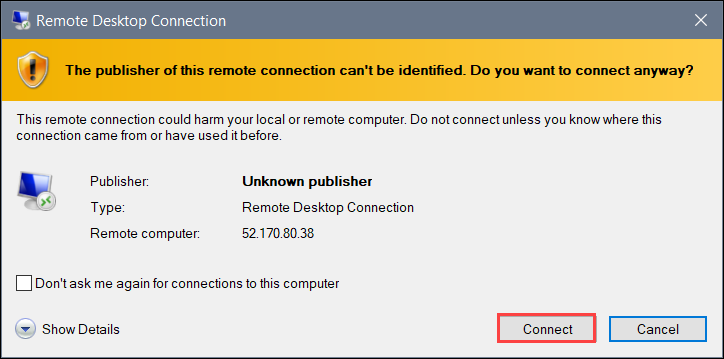 Remote Desktop Connection
The publisher of this remote connection can't be identified. Do you want to connect anyway?
This remote connection could harm your local or remote computer. Do not connect unless you know where this
connection came from or have used it before.
Publisher: Unknown publisher
Type: Remote Desktop Connection
Remote computer: 52.170.80.38
Don't ask me again for connections to this computer
Show Details Connect Cancel